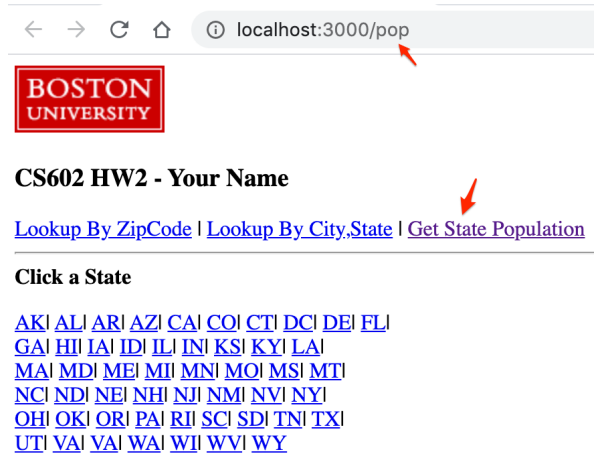 localhost:3000/pop
BOSTON
UNIVERSITY
CS602 HW2 - Your Name
Lookup By ZipCode | Lookup By City,State | Get State Population
Click a State
AK| AL| AR| AZ| CA| CO| CT| DC| DE| FL|
GA| HI| IA| ID| IL| IN| KS| KY| LA|
MA| MD| ME| MI| MN| MO| MS| MT|
NC| ND| NE| NH| NJ| NM| NV| NY|
OH| OK| OR| PA| RI| SC| SD| TN| TX|
UT| VA| VA| WA| WI| WV| WY